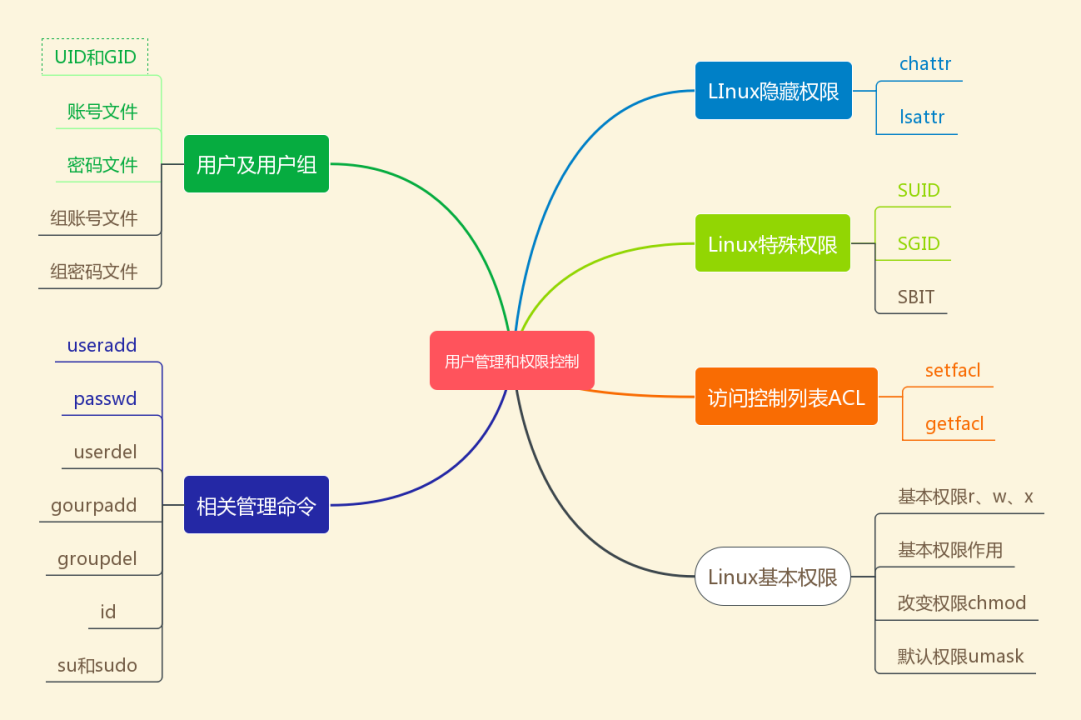 用户管理和权限控制
用户及用户组
UID和GID
账号文件
密码文件
组账号文件
组密码文件
相关管理命令
useradd
passwd
userdel
gourpadd
groupdel
id
su和sudo
LInux隐藏权限
chattr
lsattr
Linux特殊权限
SUID
SGID
SBIT
访问控制列表ACL
setfacl
getfacl
Linux基本权限
基本权限r、w、x
基本权限作用
改变权限chmod
默认权限umask